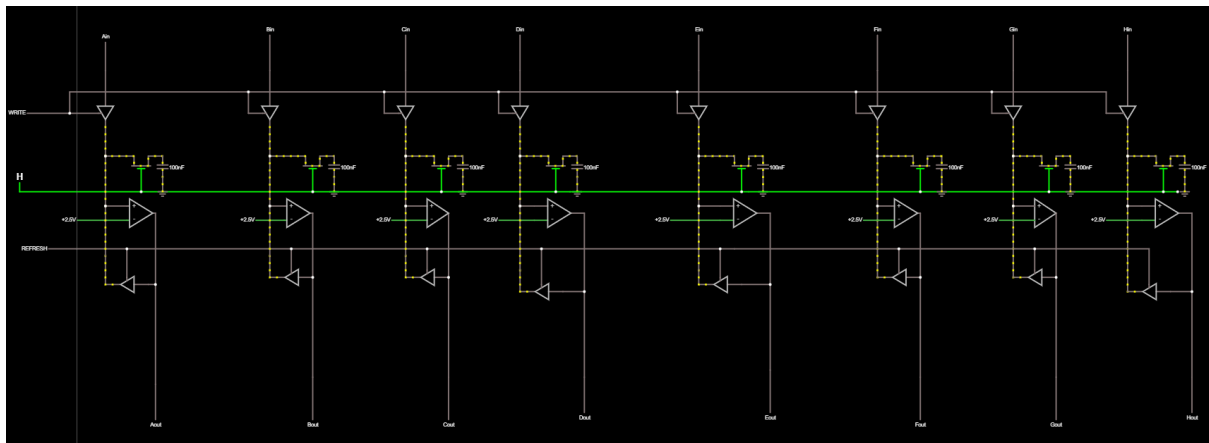 Ain Bin Cin Din Ein Fin Gin Hin
WRITE
100nF 100nF 100nF 100nF 100nF 100nF 100nF 100nF
H
+2.5V + - +2.5V + - +2.5V + - +2.5V + - +2.5V + - +2.5V + - +2.5V + - +2.5V + -
REFRESH
Aout Bout Cout Dout Eout Fout Gout Hout